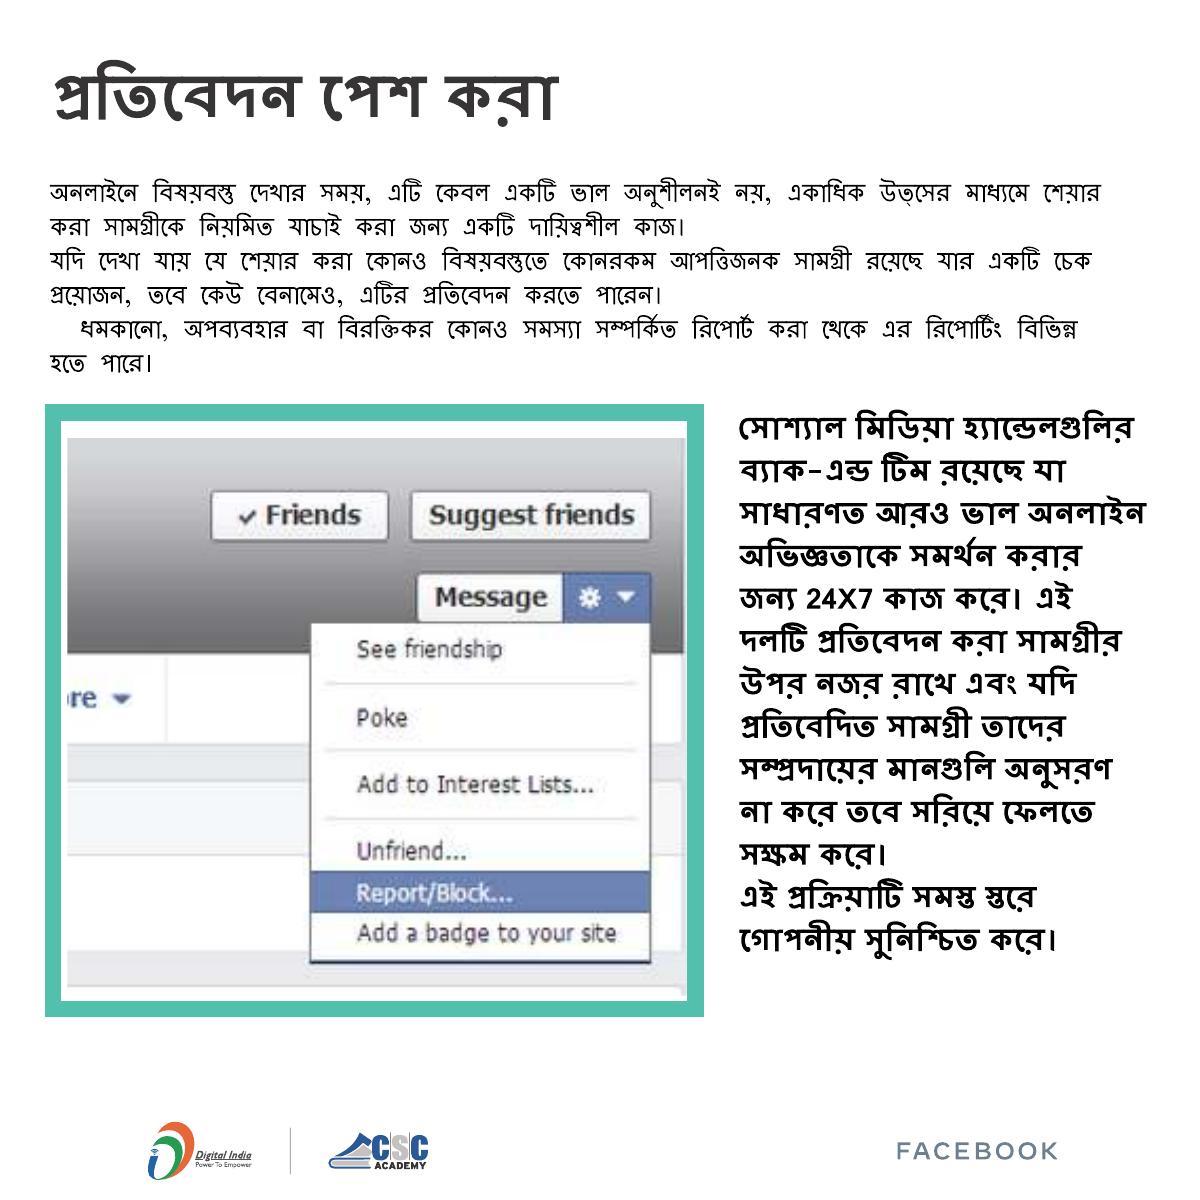 প্রতিবেদন পেশ করা
অনলাইনে বিষয়বস্তু দেখার সময়, এটি কেবল একটি ভাল অনুশীলনই নয়, একাধিক উত্সের মাধ্যমে শেয়ার
করা সামগ্রীকে নিয়মিত যাচাই করা জন্য একটি দায়িত্বশীল কাজ।
যদি দেখা যায় যে শেয়ার করা কোনও বিষয়বস্তুতে কোনরকম আপত্তিজনক সামগ্রী রয়েছে যার একটি চেক
প্রয়োজন, তবে কেউ বেনামেও, এটির প্রতিবেদন করতে পারেন।
ধমকানো, অপব্যবহার বা বিরক্তিকর কোনও সমস্যা সম্পর্কিত রিপোর্ট করা থেকে এর রিপোর্টিং বিভিন্ন
হতে পারে।
✓ Friends
Suggest friends
Message
See friendship
ore
Poke
Add to Interest Lists...
Unfriend...
Report/Block...
Add a badge to your site
সোশ্যাল মিডিয়া হ্যান্ডেলগুলির
ব্যাক-এন্ড টিম রয়েছে যা
সাধারণত আরও ভাল অনলাইন
অভিজ্ঞতাকে সমর্থন করার
জন্য 24X7 কাজ করে। এই
দলটি প্রতিবেদন করা সামগ্রীর
উপর নজর রাখে এবং যদি
প্রতিবেদিত সামগ্রী তাদের
সম্প্রদায়ের মানগুলি অনুসরণ
না করে তবে সরিয়ে ফেলতে
সক্ষম করে।
এই প্রক্রিয়াটি সমস্ত স্তরে
গোপনীয় সুনিশ্চিত করে।
Digital India
Power To Empower
CSC
ACADEMY
FACEBOOK